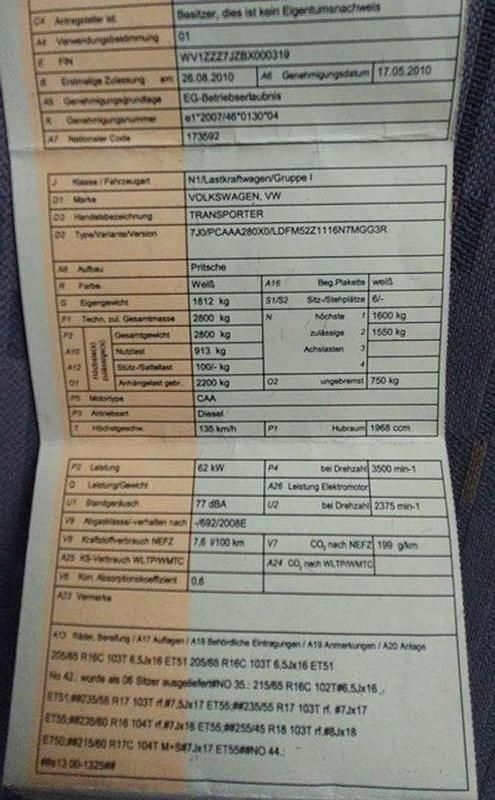 C4 Antragsteller ist: Besitzer, dies ist kein Eigentumsnachweis
A4 Verwendungsbestimmung 01
E FIN WV1ZZZ7JZBX000319
B Erstmalige Zulassung am: 26.08.2010 A6 Genehmigungsdatum 17.05.2010
A5 Genehmigungsgrundlage EG-Betriebserlaubnis
K Genehmigungsnummer e1*2007/46*0130*04
A7 Nationaler Code 173592
J Klasse / Fahrzeugart N1/Lastkraftwagen/Gruppe I
D1 Marke VOLKSWAGEN, VW
D3 Handelsbezeichnung TRANSPORTER
D2 Type/Variante/Version 7J0/PCAAA280X0/LDFM52Z1116N7MGG3R
A9 Aufbau Pritsche
R Farbe Weiß A16 Beg.Plakette weiß
G Eigengewicht 1812 kg S1/S2 Sitz-/Stehplätze 6/-
F1 Techn. zul. Gesamtmasse 2800 kg N höchste 1 1600 kg
F2 Höchste(s) zulässige(s) Gesamtgewicht 2800 kg zulässige 2 1550 kg
A10 Nutzlast 913 kg Achslasten 3
A12 Stütz-/Sattellast 100/- kg 4
O1 Anhängelast gebr. 2200 kg O2 ungebremst 750 kg
P5 Motortype CAA
P3 Antriebsart Diesel
T Höchstgeschw. 135 km/h P1 Hubraum 1968 ccm
P2 Leistung 62 kW P4 bei Drehzahl 3500 min-1
Q Leistung/Gewicht A26 Leistung Elektromotor
U1 Standgeräusch 77 dBA U2 bei Drehzahl 2375 min-1
V9 Abgasklasse/-verhalten nach -/692/2008E
V8 Kraftstoffverbrauch NEFZ 7,6 l/100 km V7 CO₂ nach NEFZ 199 g/km
A25 KS-Verbrauch WLTP/WMTC A24 CO₂ nach WLTP/WMTC
V6 Korr. Absorptionskoeffizient 0,6
A23 Vermerke
A13 Räder, Bereifung / A17 Auflagen / A18 Behördliche Eintragungen / A19 Anmerkungen / A20 Anlage
205/65 R16C 103T 6,5Jx16 ET51 205/65 R16C 103T 6,5Jx16 ET51
No 42.: wurde als 06 Sitzer ausgeliefert#NO 35.: 215/65 R16C 102T#6,5Jx16
ET51;##235/55 R17 103T rf.#7,5Jx17 ET55;##235/55 R17 103T rf. #7Jx17
ET55;##235/60 R16 104T rf.#7Jx16 ET55;##255/45 R18 103T rf.#8Jx18
ET750;##215/60 R17C 104T M+S#7Jx17 ET55##NO 44.:
##e13 00-1325##